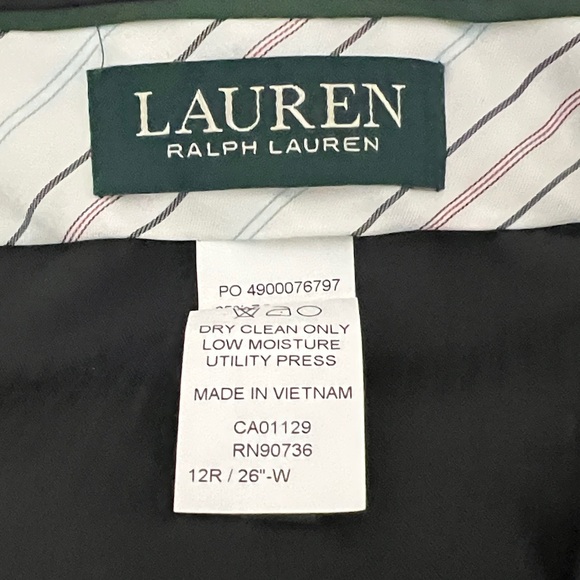 LAUREN
RALPH LAUREN
PO 4900076797
DRY CLEAN ONLY
LOW MOISTURE
UTILITY PRESS
MADE IN VIETNAM
CA01129
RN90736
12R / 26"-W